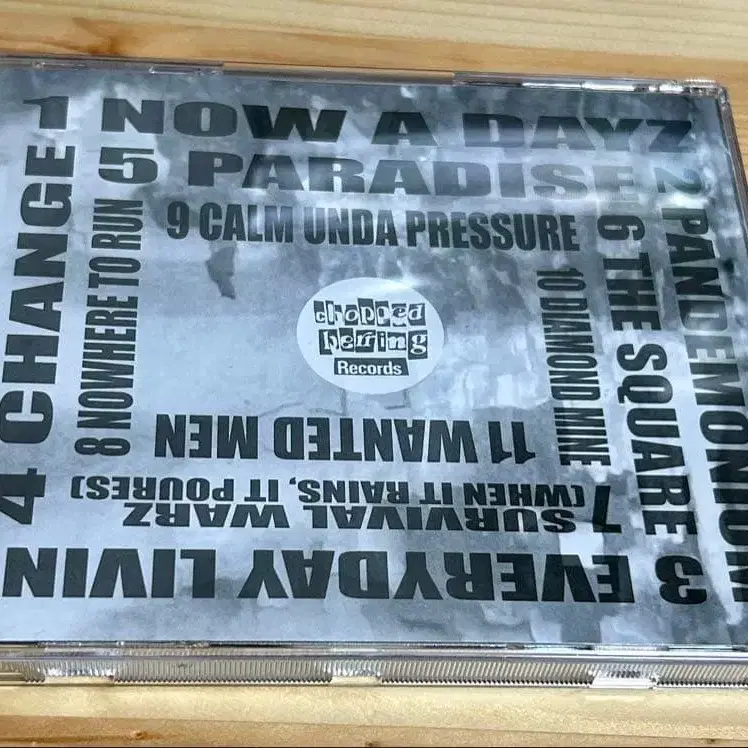 1 NOW A DAYZ
2 PANDEMONIUM
3 EVERYDAY LIVIN
4 CHANGE
5 PARADISE
6 THE SQUARE
7 SURVIVAL WARZ
(WHEN IT RAINS, IT POURES)
8 NOWHERE TO RUN
9 CALM UNDA PRESSURE
10 DIAMOND MINE
11 WANTED MEN
chopped
herring
Records